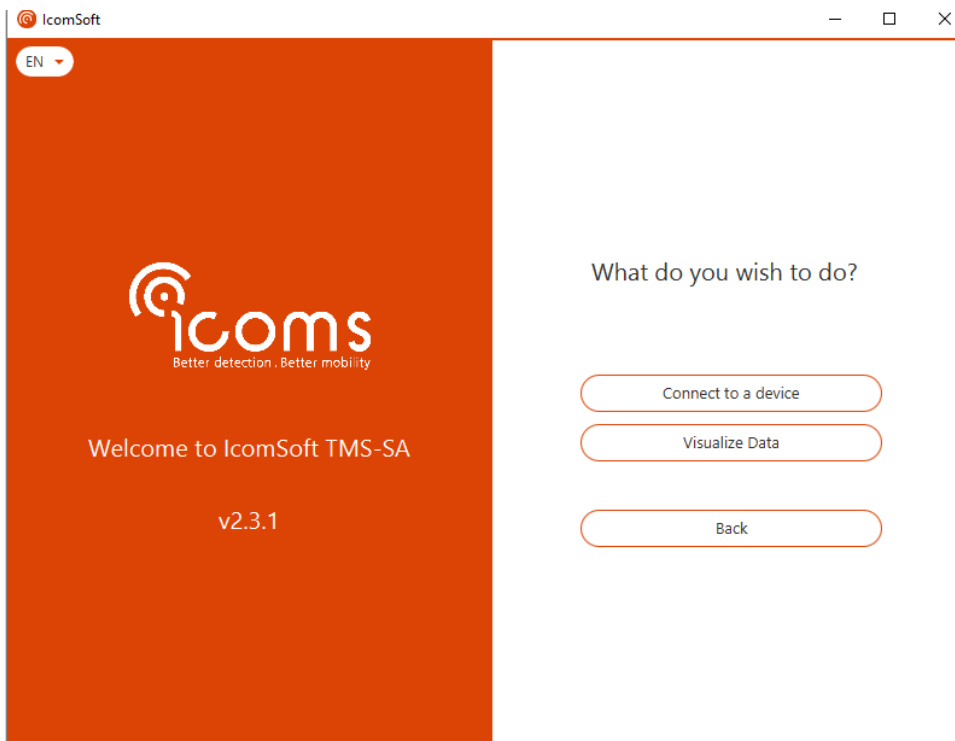 IcomSoft
EN
icoms
Better detection . Better mobility
Welcome to IcomSoft TMS-SA
v2.3.1
What do you wish to do?
Connect to a device
Visualize Data
Back